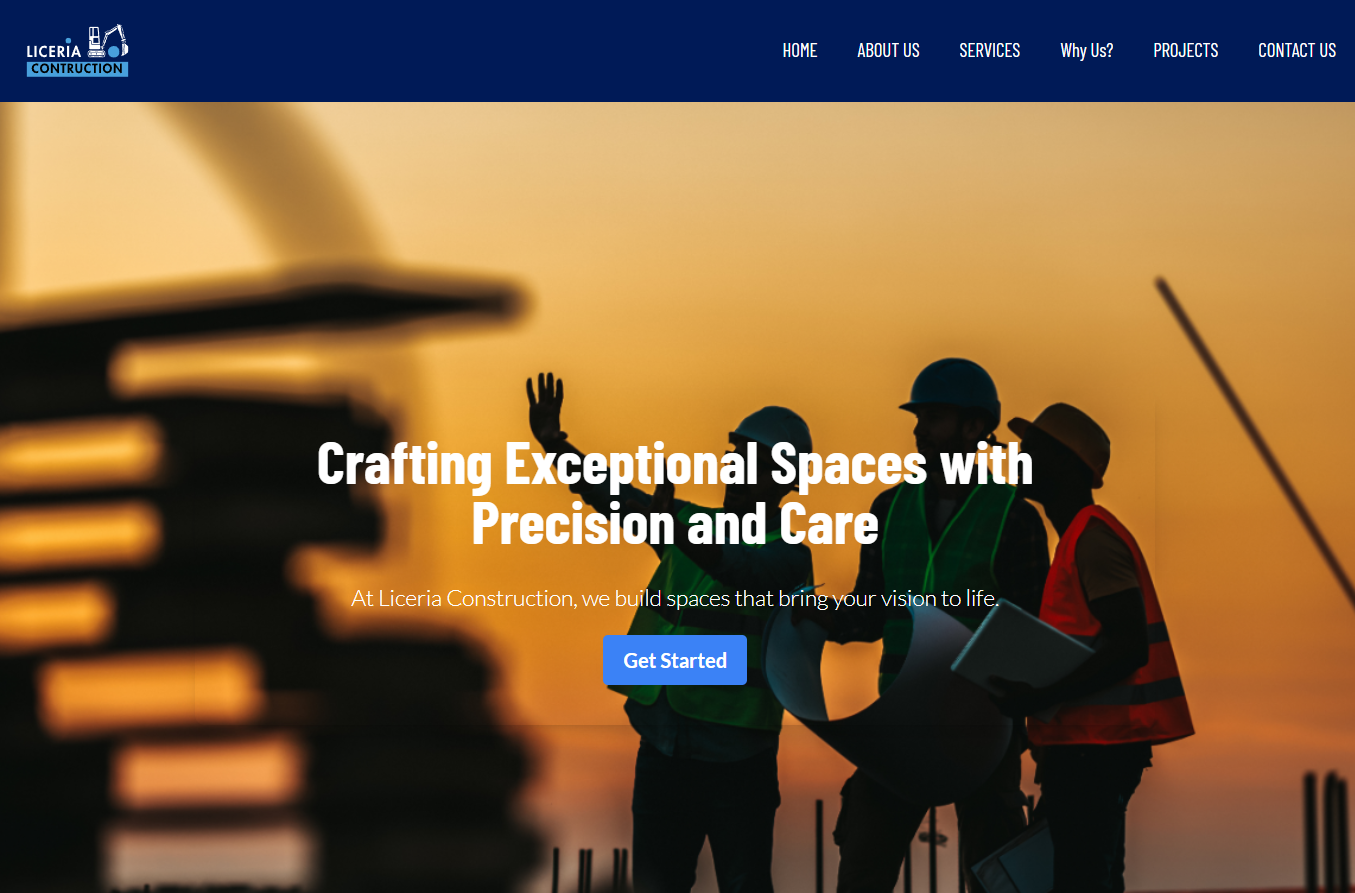 LICERIA
CONTRUCTION
HOME ABOUT US SERVICES Why Us? PROJECTS CONTACT US
Crafting Exceptional Spaces with
Precision and Care
At Liceria Construction, we build spaces that bring your vision to life.
Get Started